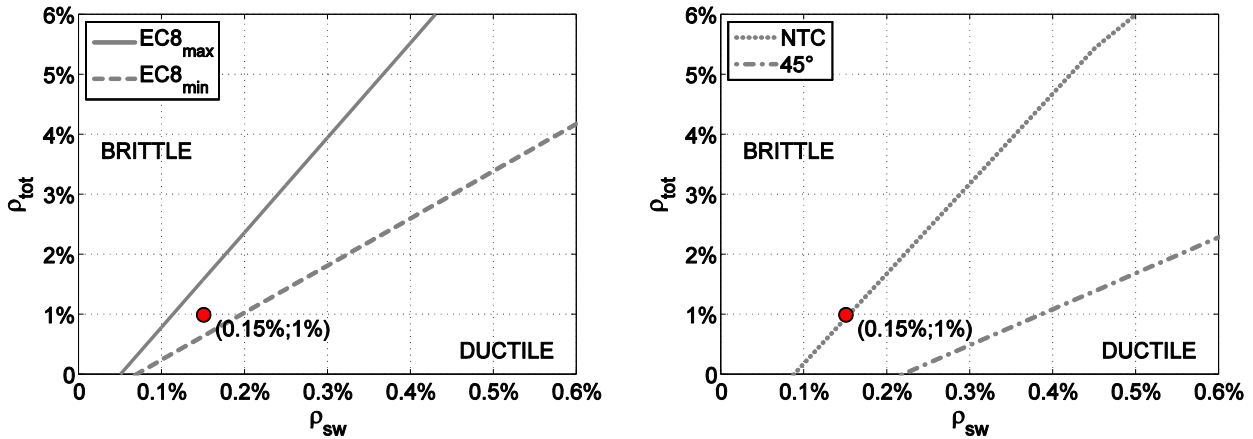 6%
5%
4%
3%
2%
1%
0
ρtot
EC8max
EC8min
BRITTLE
(0.15%;1%)
DUCTILE
0 0.1% 0.2% 0.3% 0.4% 0.5% 0.6%
ρsw
6%
5%
4%
3%
2%
1%
0
ρtot
NTC
45°
BRITTLE
(0.15%;1%)
DUCTILE
0 0.1% 0.2% 0.3% 0.4% 0.5% 0.6%
ρsw